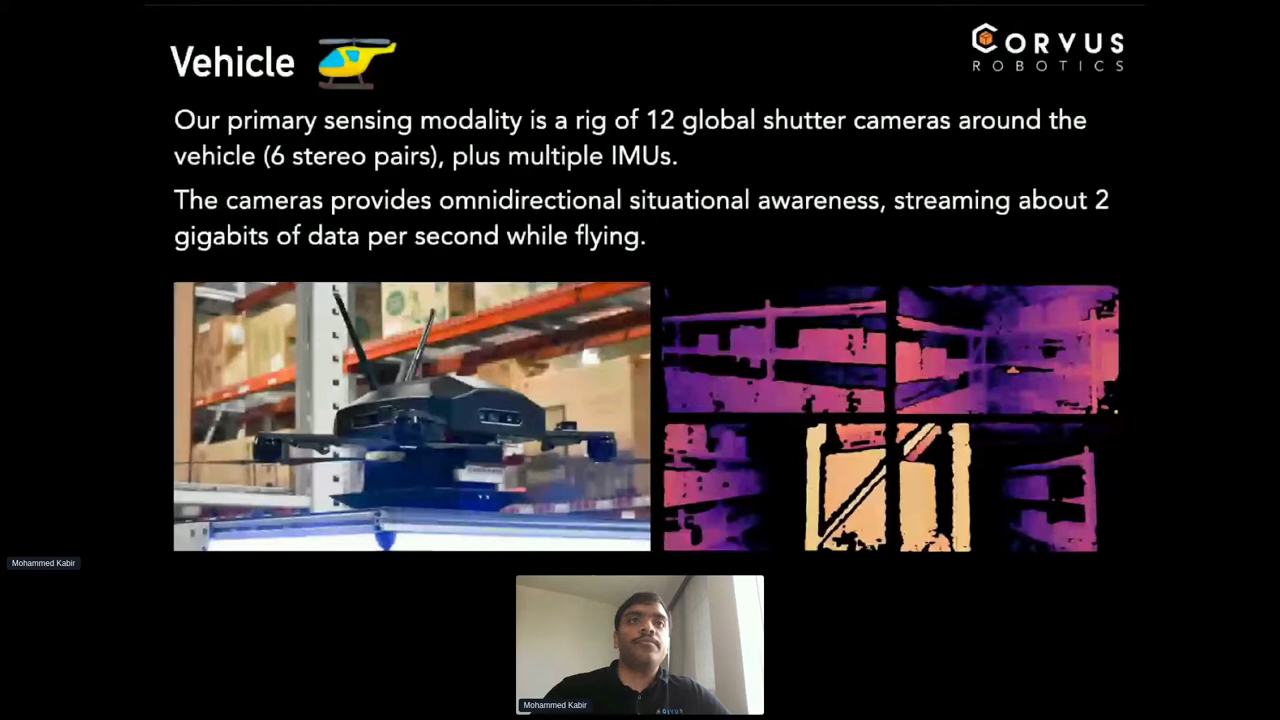 Vehicle
CORVUS
ROBOTICS
Our primary sensing modality is a rig of 12 global shutter cameras around the
vehicle (6 stereo pairs), plus multiple IMUs.
The cameras provides omnidirectional situational awareness, streaming about 2
gigabits of data per second while flying.
Mohammed Kabir
Mohammed Kabir